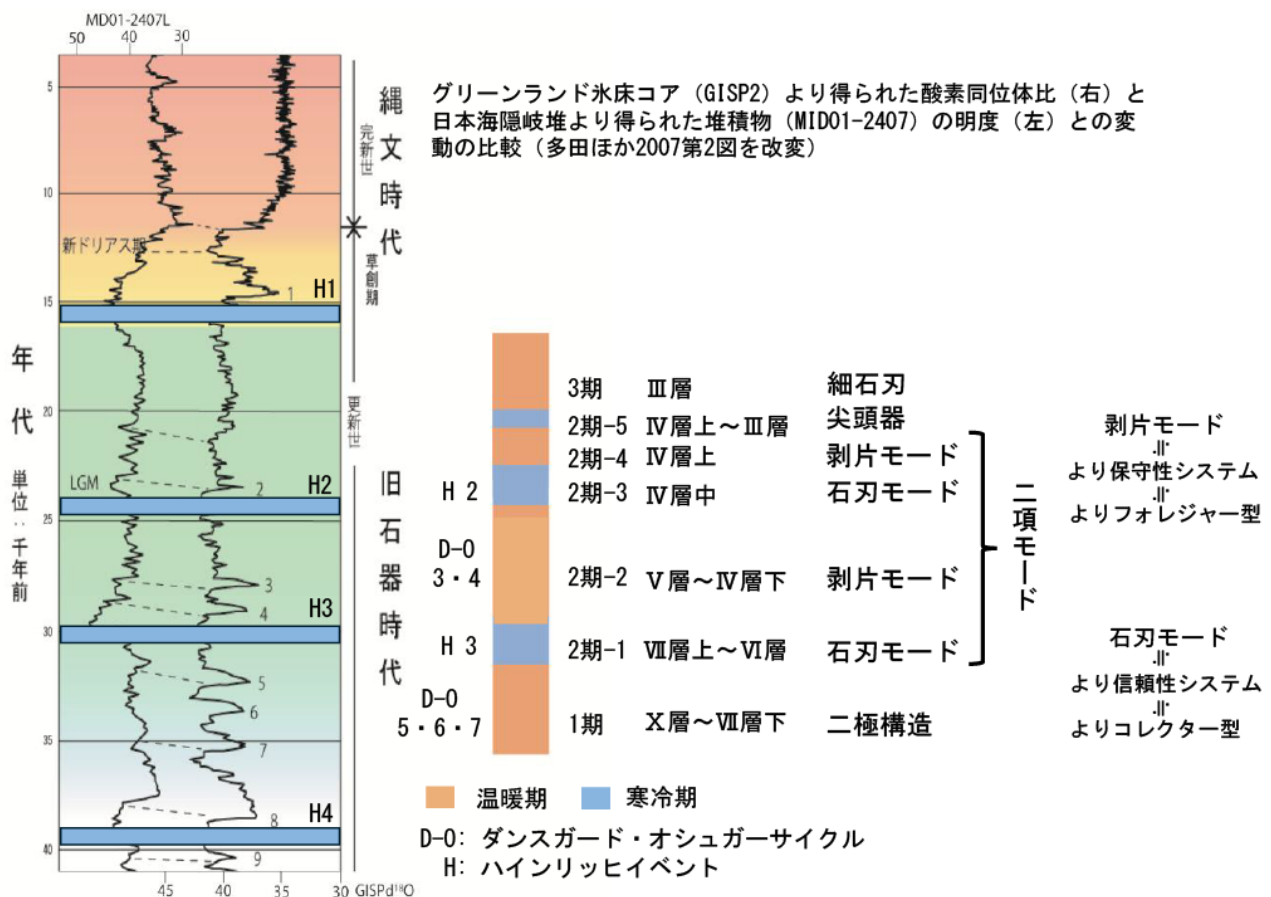 MD01-2407L
50 40 30
5
10
15
20
25
30
35
40
年代
単位：千年前
新ドリアス期
LGM
H1
H2
H3
H4
1
2
3
4
5
6
7
8
9
45 40 35 30 GISPd¹⁸O
完新世
更新世
草創期
縄文時代
旧石器時代
グリーンランド氷床コア（GISP2）より得られた酸素同位体比（右）と
日本海隠岐堆より得られた堆積物（MID01-2407）の明度（左）との変
動の比較（多田ほか2007第2図を改変）
3期 Ⅲ層 細石刃
2期-5 Ⅳ層上～Ⅲ層 尖頭器
2期-4 Ⅳ層上 剥片モード
H 2 2期-3 Ⅳ層中 石刃モード
D-O
3・4 2期-2 Ⅴ層～Ⅳ層下 剥片モード
H 3 2期-1 Ⅶ層上～Ⅵ層 石刃モード
D-O
5・6・7 1期 Ⅹ層～Ⅶ層下 二極構造
二項モード
剥片モード
≒
より保守性システム
≒
よりフォレジャー型
石刃モード
≒
より信頼性システム
≒
よりコレクター型
温暖期 寒冷期
D-O: ダンスガード・オシュガーサイクル
H: ハインリッヒイベント